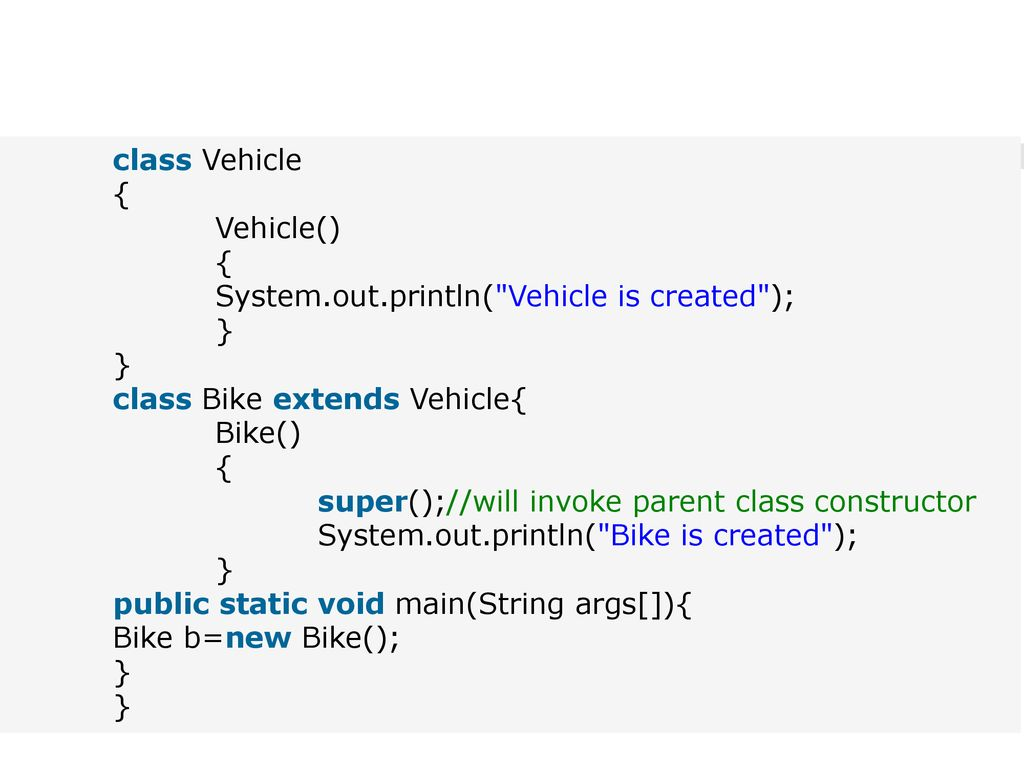 class Vehicle
{
Vehicle()
{
System.out.println("Vehicle is created");
}
}
class Bike extends Vehicle{
Bike()
{
super();//will invoke parent class constructor
System.out.println("Bike is created");
}
public static void main(String args[]){
Bike b=new Bike();
}
}